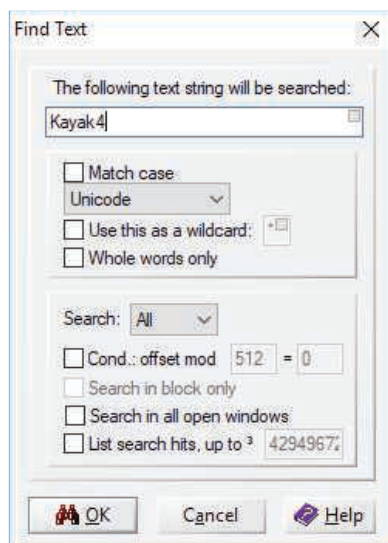 Find Text
The following text string will be searched:
Kayak4
Match case
Unicode
Use this as a wildcard:
Whole words only
Search: All
Cond.: offset mod 512 = 0
Search in block only
Search in all open windows
List search hits, up to ³ 4294967
OK Cancel Help